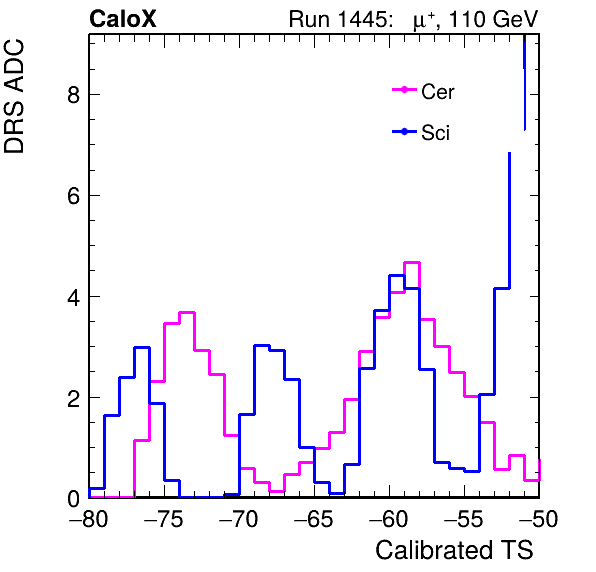 CaloX Run 1445: μ⁺, 110 GeV
DRS ADC
Cer
Sci
8
6
4
2
0
−80 −75 −70 −65 −60 −55 −50
Calibrated TS